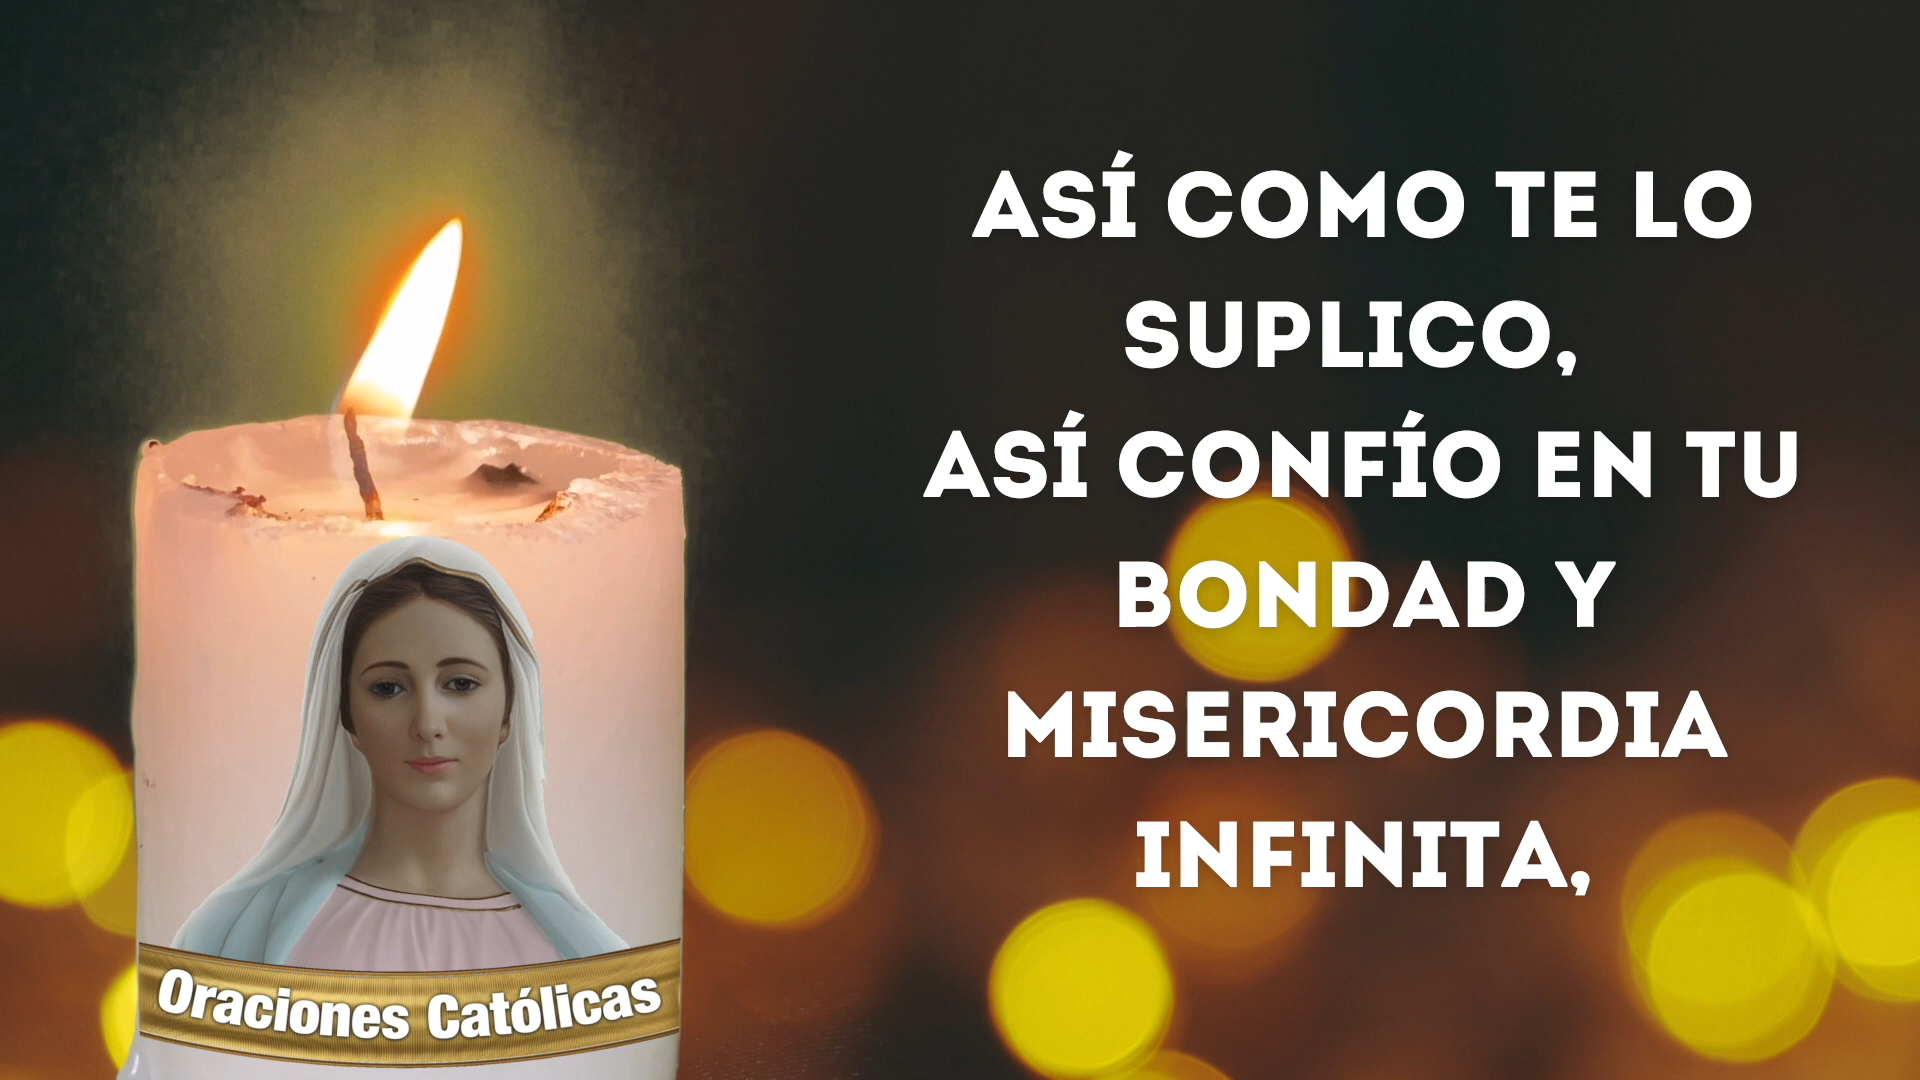 ASÍ COMO TE LO
SUPLICO,
ASÍ CONFÍO EN TU
BONDAD Y
MISERICORDIA
INFINITA,
Oraciones Católicas